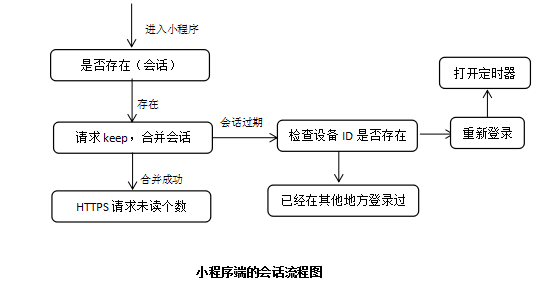 进入小程序
是否存在（会话）
打开定时器
存在
会话过期
请求 keep，合并会话
检查设备 ID 是否存在
重新登录
合并成功
HTTPS 请求未读个数
已经在其他地方登录过
小程序端的会话流程图